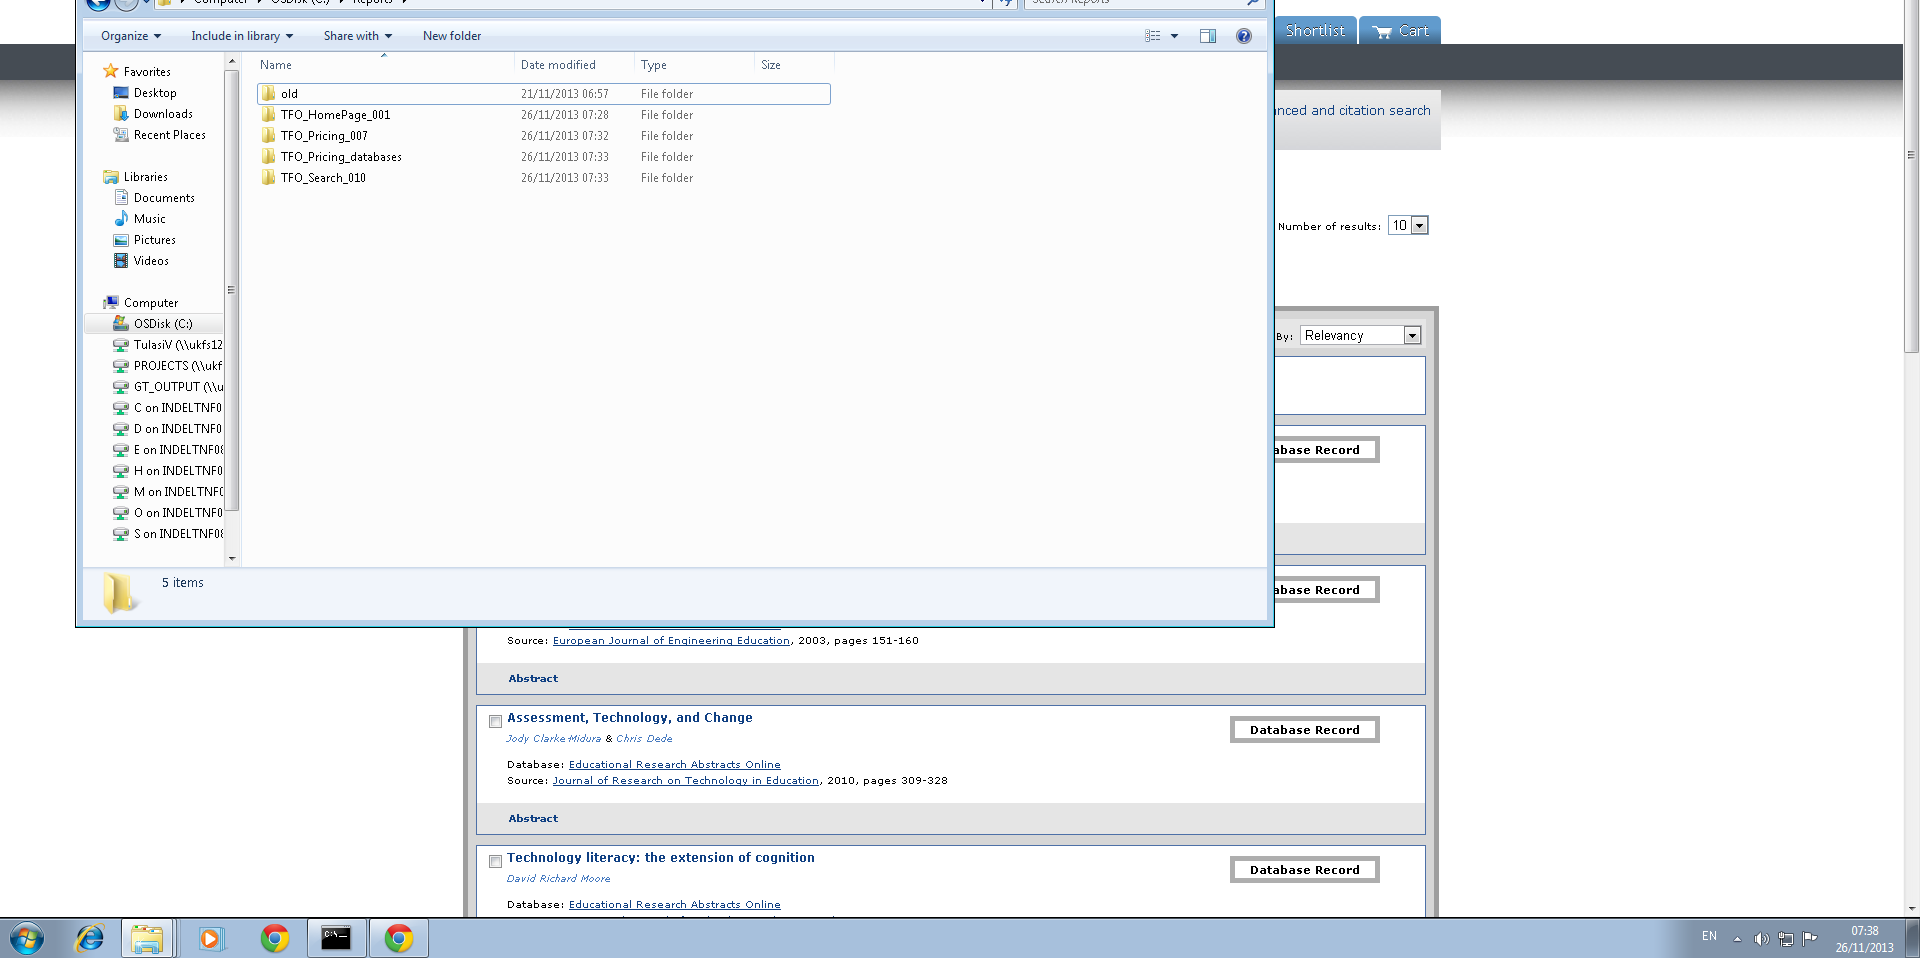 Computer OSDisk (C:) Reports
Search Reports
Organize Include in library Share with New folder
Shortlist Cart
Name Date modified Type Size
Favorites
Desktop
Downloads
Recent Places
Libraries
Documents
Music
Pictures
Videos
Computer
OSDisk (C:)
TulasiV (\\ukfs12
PROJECTS (\\ukf
GT_OUTPUT (\\u
C on INDELTNF0
D on INDELTNF0
E on INDELTNF08
H on INDELTNF0
M on INDELTNF0
O on INDELTNF0
S on INDELTNF08
old 21/11/2013 06:57 File folder
TFO_HomePage_001 26/11/2013 07:28 File folder
TFO_Pricing_007 26/11/2013 07:32 File folder
TFO_Pricing_databases 26/11/2013 07:33 File folder
TFO_Search_010 26/11/2013 07:33 File folder
5 items
nced and citation search
Number of results: 10
By: Relevancy
abase Record
abase Record
Source: European Journal of Engineering Education, 2003, pages 151-160
Abstract
Assessment, Technology, and Change
Database Record
Jody Clarke-Midura & Chris Dede
Database: Educational Research Abstracts Online
Source: Journal of Research on Technology in Education, 2010, pages 309-328
Abstract
Technology literacy: the extension of cognition
Database Record
David Richard Moore
Database: Educational Research Abstracts Online
EN
07:38
26/11/2013